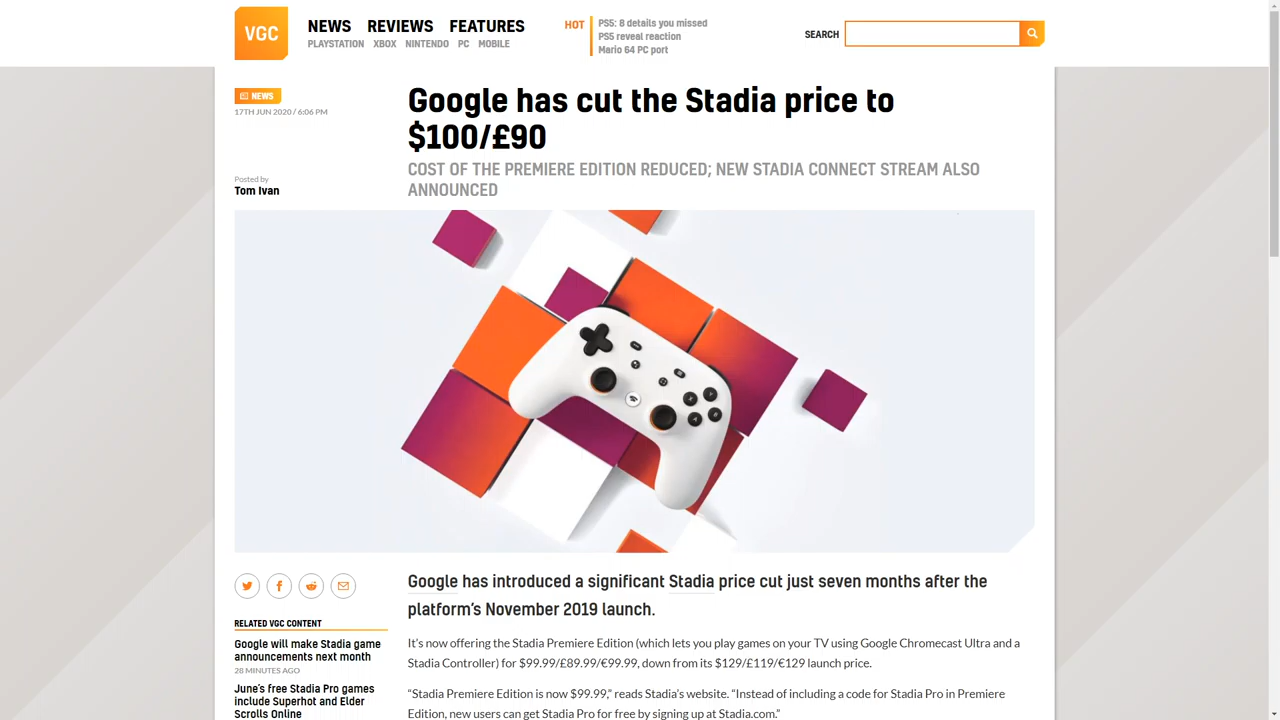 VGC
NEWS REVIEWS FEATURES
PLAYSTATION XBOX NINTENDO PC MOBILE
HOT
PS5: 8 details you missed
PS5 reveal reaction
Mario 64 PC port
SEARCH
NEWS
17TH JUN 2020 / 6:06 PM
Posted by
Tom Ivan
Google has cut the Stadia price to
$100/£90
COST OF THE PREMIERE EDITION REDUCED; NEW STADIA CONNECT STREAM ALSO
ANNOUNCED
RELATED VGC CONTENT
Google will make Stadia game
announcements next month
28 MINUTES AGO
June's free Stadia Pro games
include Superhot and Elder
Scrolls Online
Google has introduced a significant Stadia price cut just seven months after the
platform's November 2019 launch.
It's now offering the Stadia Premiere Edition (which lets you play games on your TV using Google Chromecast Ultra and a
Stadia Controller) for $99.99/£89.99/€99.99, down from its $129/£119/€129 launch price.
“Stadia Premiere Edition is now $99.99,” reads Stadia's website. “Instead of including a code for Stadia Pro in Premiere
Edition, new users can get Stadia Pro for free by signing up at Stadia.com.”